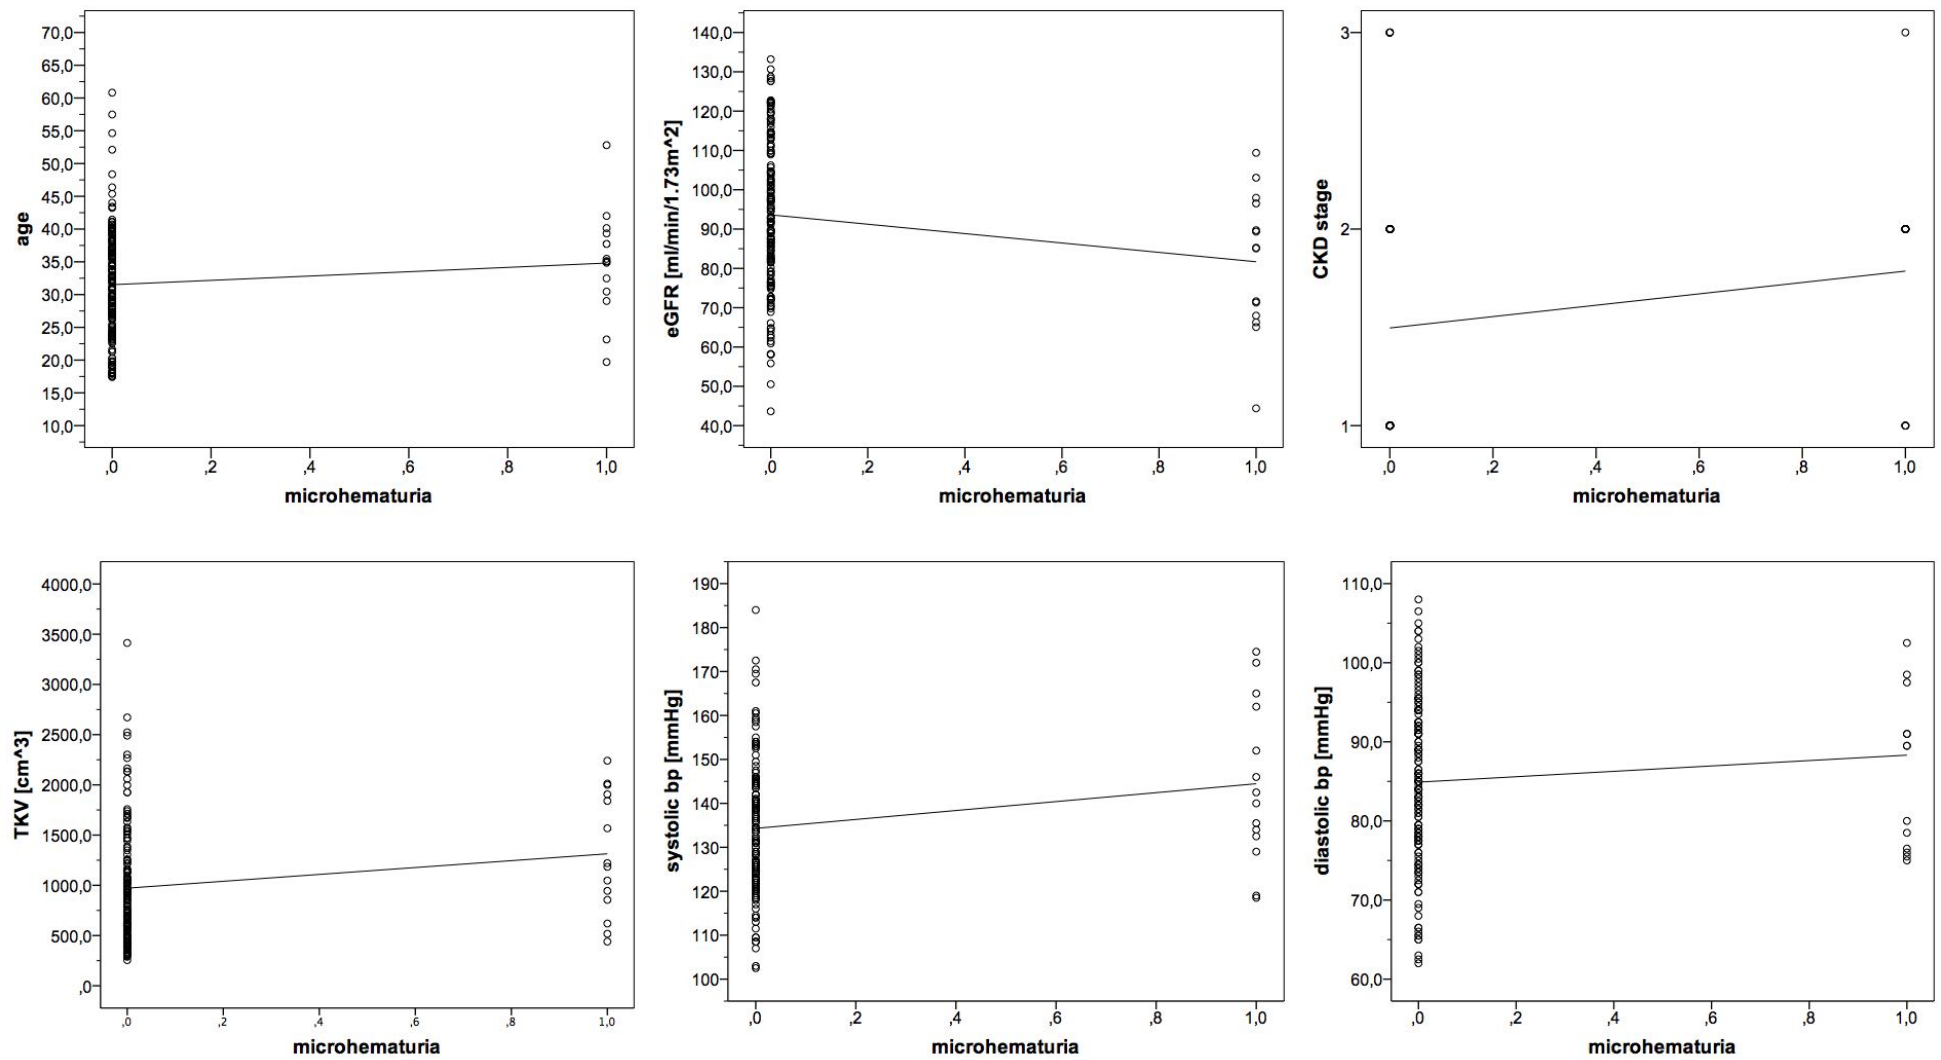 age
70,0
65,0
60,0
55,0
50,0
45,0
40,0
35,0
30,0
25,0
20,0
15,0
10,0
,0 ,2 ,4 ,6 ,8 1,0
microhematuria
eGFR [ml/min/1.73m^2]
140,0
130,0
120,0
110,0
100,0
90,0
80,0
70,0
60,0
50,0
40,0
,0 ,2 ,4 ,6 ,8 1,0
microhematuria
CKD stage
3
2
1
,0 ,2 ,4 ,6 ,8 1,0
microhematuria
TKV [cm^3]
4000,0
3500,0
3000,0
2500,0
2000,0
1500,0
1000,0
500,0
,0
,0 ,2 ,4 ,6 ,8 1,0
microhematuria
systolic bp [mmHg]
190
180
170
160
150
140
130
120
110
100
,0 ,2 ,4 ,6 ,8 1,0
microhematuria
diastolic bp [mmHg]
110,0
100,0
90,0
80,0
70,0
60,0
,0 ,2 ,4 ,6 ,8 1,0
microhematuria